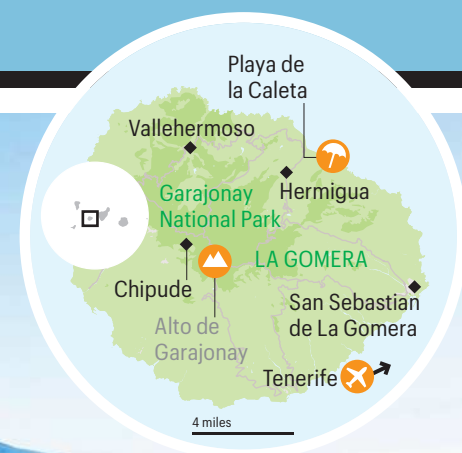 Playa de
la Caleta
Vallehermoso
Hermigua
Garajonay
National Park
LA GOMERA
Chipude
San Sebastian
de La Gomera
Alto de
Garajonay
Tenerife
4 miles